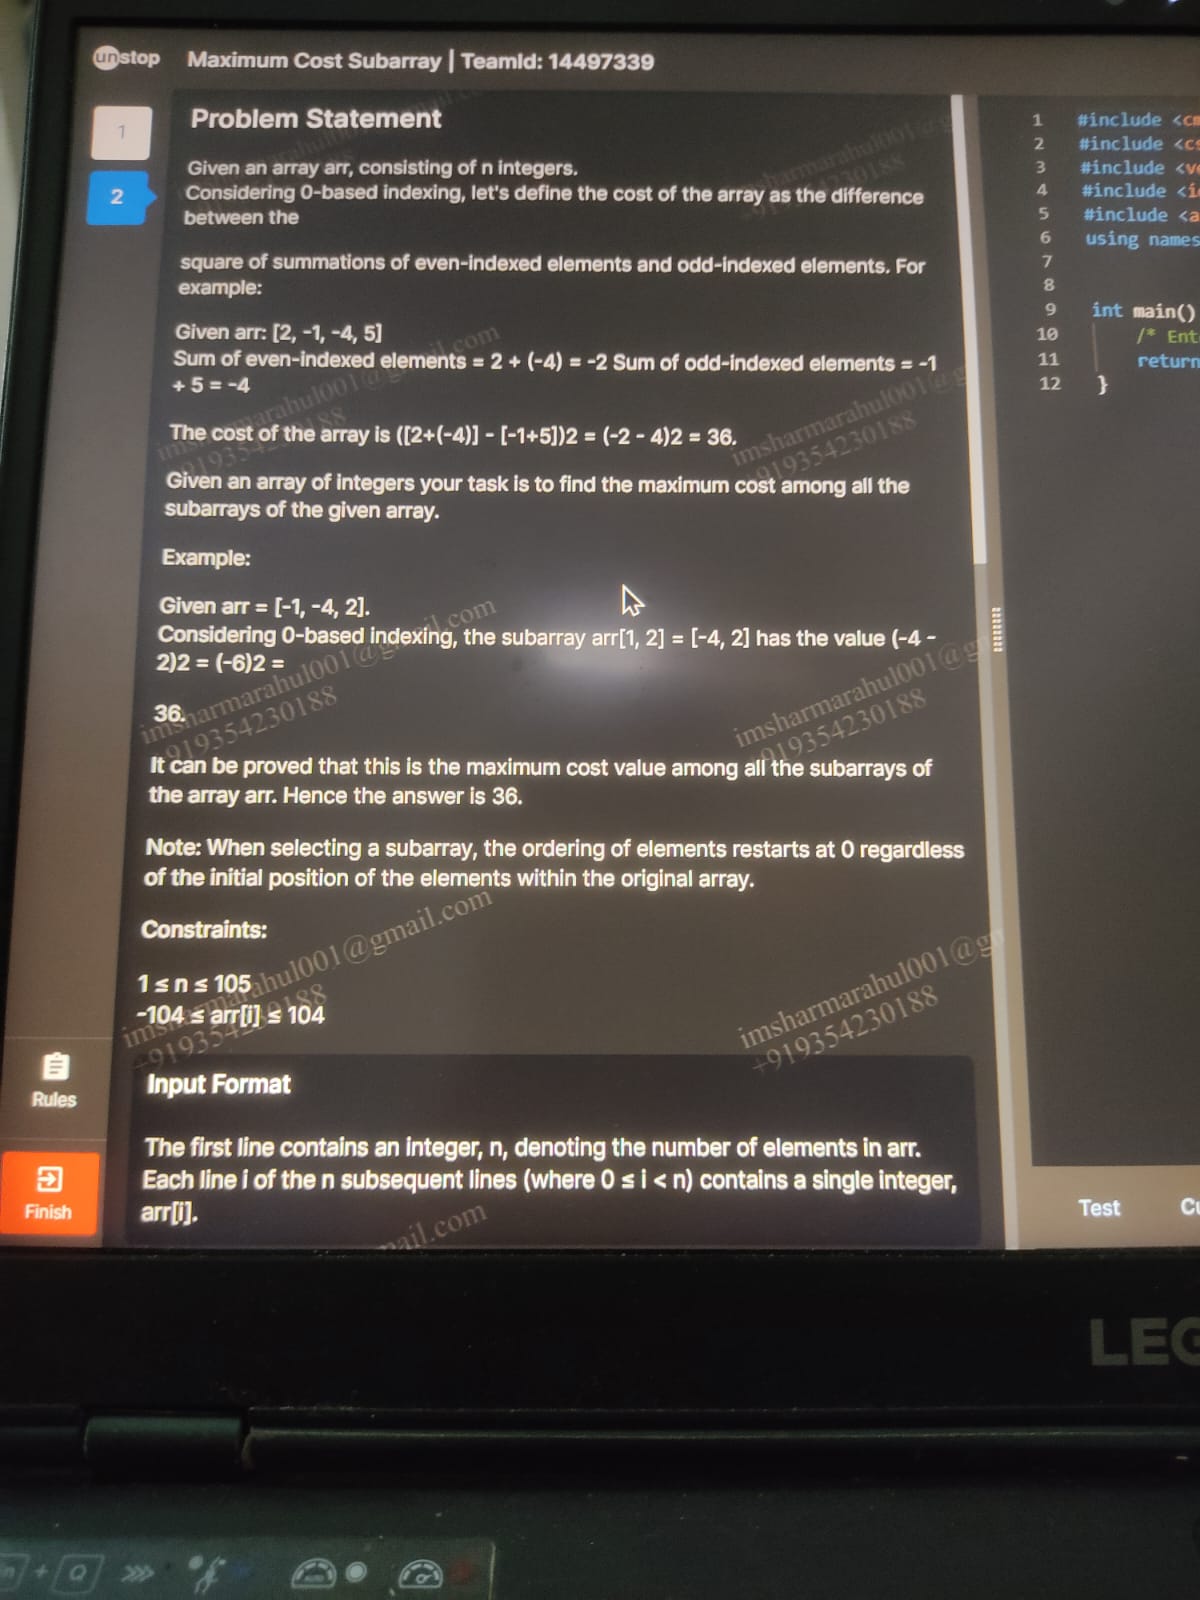 unstop Maximum Cost Subarray | TeamId: 14497339
1
2
Problem Statement
Given an array arr, consisting of n integers.
Considering 0-based indexing, let's define the cost of the array as the difference
between the
square of summations of even-indexed elements and odd-indexed elements. For
example:
Given arr: [2, -1, -4, 5]
Sum of even-indexed elements = 2 + (-4) = -2 Sum of odd-indexed elements = -1
+ 5 = -4
The cost of the array is ([2+(-4)] - [-1+5])2 = (-2 - 4)2 = 36.
Given an array of integers your task is to find the maximum cost among all the
subarrays of the given array.
Example:
Given arr = [-1, -4, 2].
Considering 0-based indexing, the subarray arr[1, 2] = [-4, 2] has the value (-4 -
2)2 = (-6)2 =
36.
It can be proved that this is the maximum cost value among all the subarrays of
the array arr. Hence the answer is 36.
Note: When selecting a subarray, the ordering of elements restarts at 0 regardless
of the initial position of the elements within the original array.
Constraints:
1 ≤ n ≤ 105
-104 ≤ arr[i] ≤ 104
Input Format
The first line contains an integer, n, denoting the number of elements in arr.
Each line i of the n subsequent lines (where 0 ≤ i < n) contains a single integer,
arr[i].
Rules
Finish
1 #include <cm
2 #include <cs
3 #include <ve
4 #include <i
5 #include <a
6 using names
7
8
9 int main()
10 /* Ent
11 return
12 }
Test
imsharmarahul001@gmail.com
+919354230188
LEG